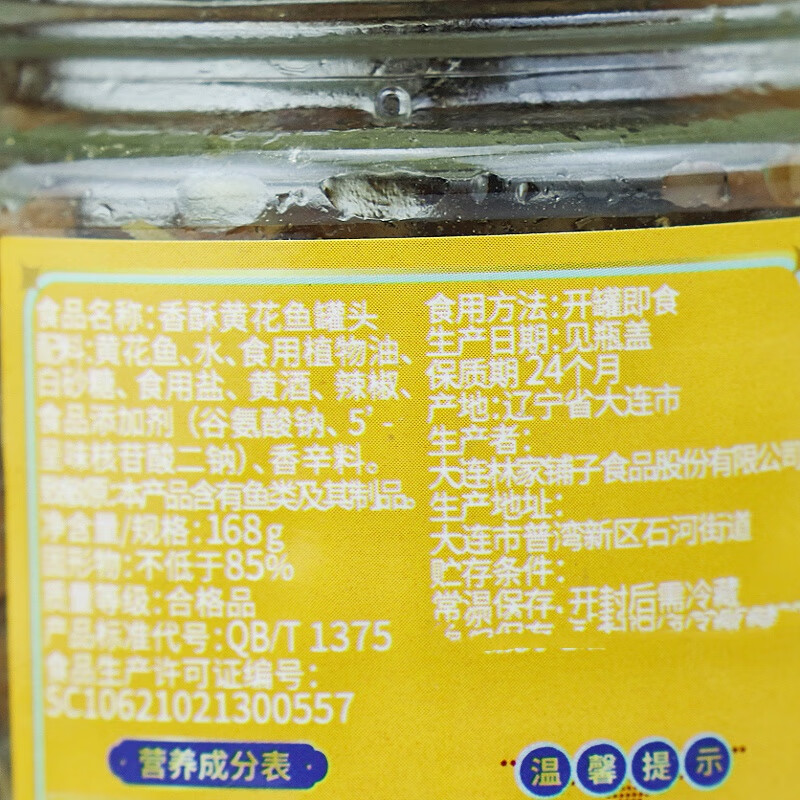 食品名称:香酥黄花鱼罐头
配料:黄花鱼、水、食用植物油、
白砂糖、食用盐、黄酒、辣椒、
食品添加剂(谷氨酸钠、5'-
呈味核苷酸二钠)、香辛料。
本产品含有鱼类及其制品。
净含量/规格:168g
固形物:不低于85%
质量等级:合格品
产品标准代号:QB/T 1375
食品生产许可证编号:
SC10621021300557
营养成分表
食用方法:开罐即食
生产日期:见瓶盖
保质期 24个月
产地:辽宁省大连市
生产者:
大连林家铺子食品股份有限公司
生产地址:
大连市普湾新区石河街道
贮存条件:
常温保存,开封后需冷藏
温馨提示